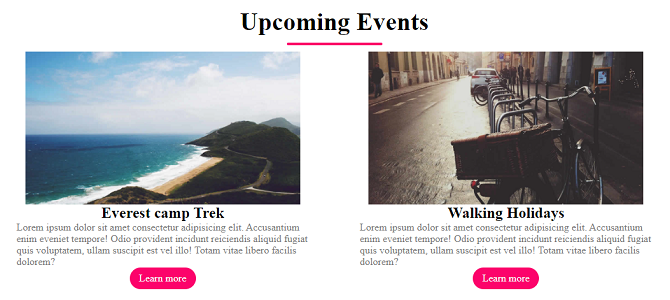 Upcoming Events
Everest camp Trek
Lorem ipsum dolor sit amet consectetur adipisicing elit. Accusantium
enim eveniet tempore! Odio provident incidunt reiciendis aliquid fugiat
quis voluptatem, ullam suscipit est vel illo! Totam vitae libero facilis
dolorem?
Learn more
Walking Holidays
Lorem ipsum dolor sit amet consectetur adipisicing elit. Accusantium
enim eveniet tempore! Odio provident incidunt reiciendis aliquid fugiat
quis voluptatem, ullam suscipit est vel illo! Totam vitae libero facilis
dolorem?
Learn more